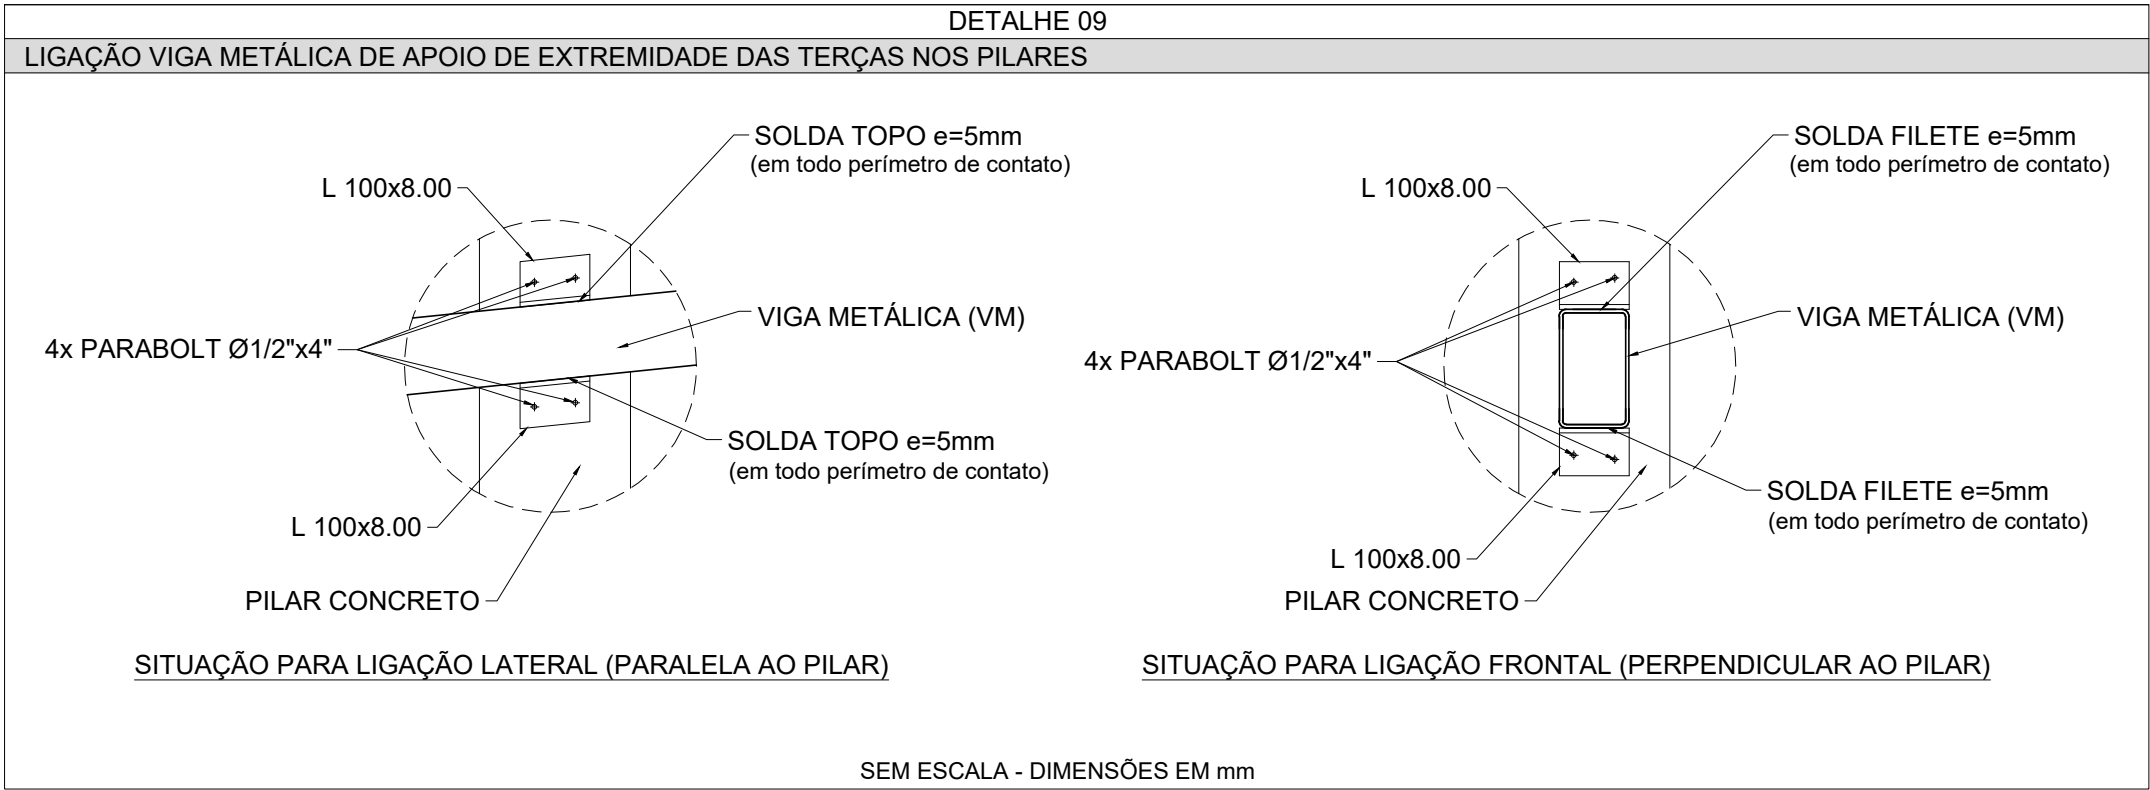 DETALHE 09
LIGAÇÃO VIGA METÁLICA DE APOIO DE EXTREMIDADE DAS TERÇAS NOS PILARES
SOLDA TOPO e=5mm
(em todo perímetro de contato)
L 100x8.00
VIGA METÁLICA (VM)
4x PARABOLT Ø1/2"x4"
SOLDA TOPO e=5mm
(em todo perímetro de contato)
L 100x8.00
PILAR CONCRETO
SITUAÇÃO PARA LIGAÇÃO LATERAL (PARALELA AO PILAR)
SOLDA FILETE e=5mm
(em todo perímetro de contato)
L 100x8.00
VIGA METÁLICA (VM)
4x PARABOLT Ø1/2"x4"
SOLDA FILETE e=5mm
(em todo perímetro de contato)
L 100x8.00
PILAR CONCRETO
SITUAÇÃO PARA LIGAÇÃO FRONTAL (PERPENDICULAR AO PILAR)
SEM ESCALA - DIMENSÕES EM mm